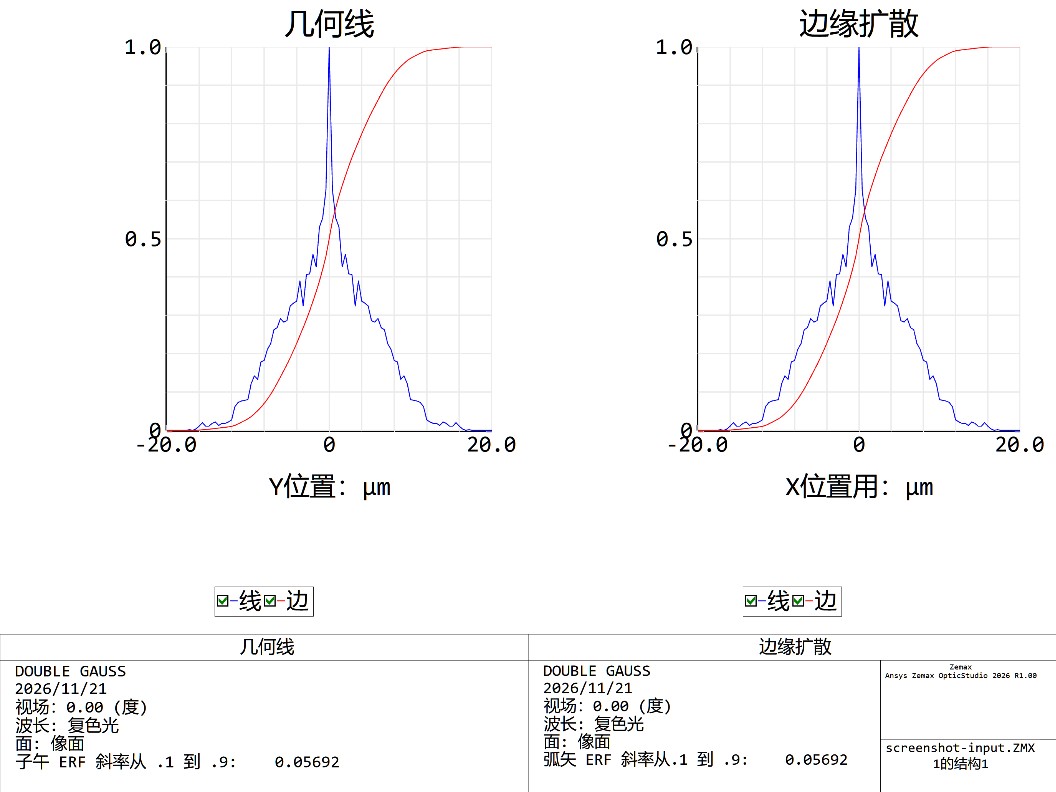 几何线
边缘扩散
1.0
0.5
0
-20.0
0
20.0
Y位置: μm
1.0
0.5
0
-20.0
0
20.0
X位置用: μm
线 边
线 边
几何线
边缘扩散
DOUBLE GAUSS
2026/11/21
视场: 0.00 (度)
波长: 复色光
面: 像面
子午 ERF 斜率从 .1 到 .9: 0.05692
DOUBLE GAUSS
2026/11/21
视场: 0.00 (度)
波长: 复色光
面: 像面
弧矢 ERF 斜率从.1 到 .9: 0.05692
Zemax
Ansys Zemax OpticStudio 2026 R1.00
screenshot-input.ZMX
1的结构1